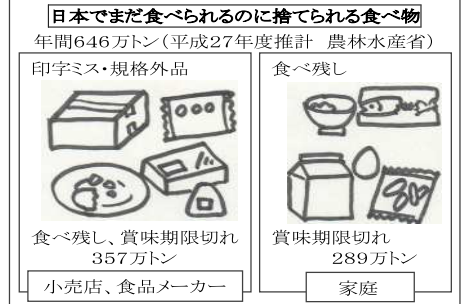 日本でまだ食べられるのに捨てられる食べ物
年間646万トン(平成27年度推計　農林水産省)
印字ミス・規格外品
食べ残し、賞味期限切れ
357万トン
小売店、食品メーカー
食べ残し
賞味期限切れ
289万トン
家庭